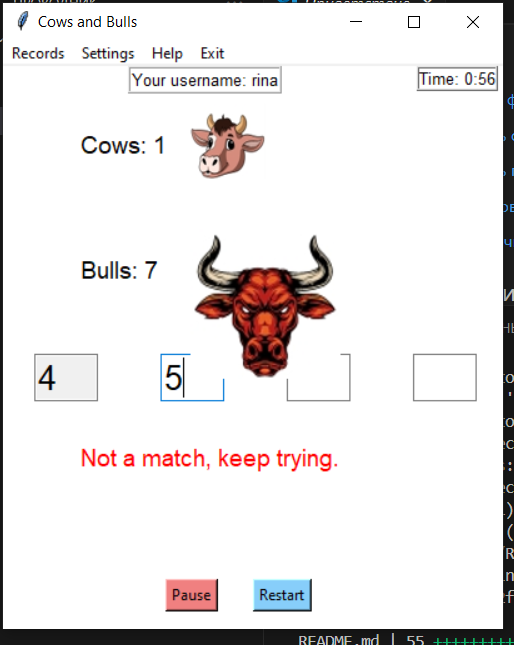 Cows and Bulls
Records Settings Help Exit
Your username: rina
Time: 0:56
Cows: 1
Bulls: 7
4 5
Not a match, keep trying.
Pause Restart
README.md | 55 ++++++++++